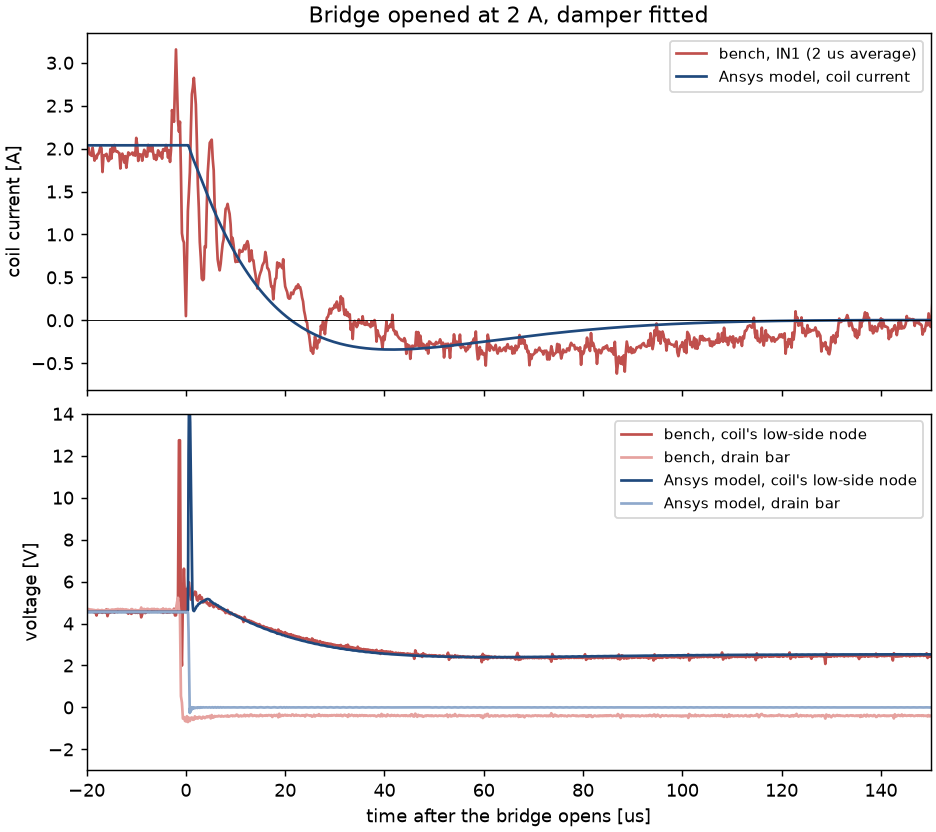 Bridge opened at 2 A, damper fitted
bench, IN1 (2 us average)
Ansys model, coil current
coil current [A]
3.0
2.5
2.0
1.5
1.0
0.5
0.0
−0.5
bench, coil's low-side node
bench, drain bar
Ansys model, coil's low-side node
Ansys model, drain bar
voltage [V]
14
12
10
8
6
4
2
0
−2
−20 0 20 40 60 80 100 120 140
time after the bridge opens [us]